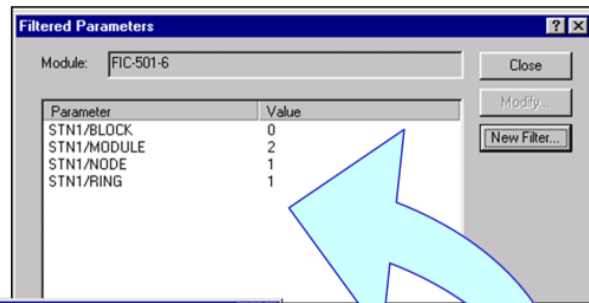 Filtered Parameters
Module: FIC-501-6
Close
Modify...
New Filter...
Parameter Value
STN1/BLOCK 0
STN1/MODULE 2
STN1/NODE 1
STN1/RING 1